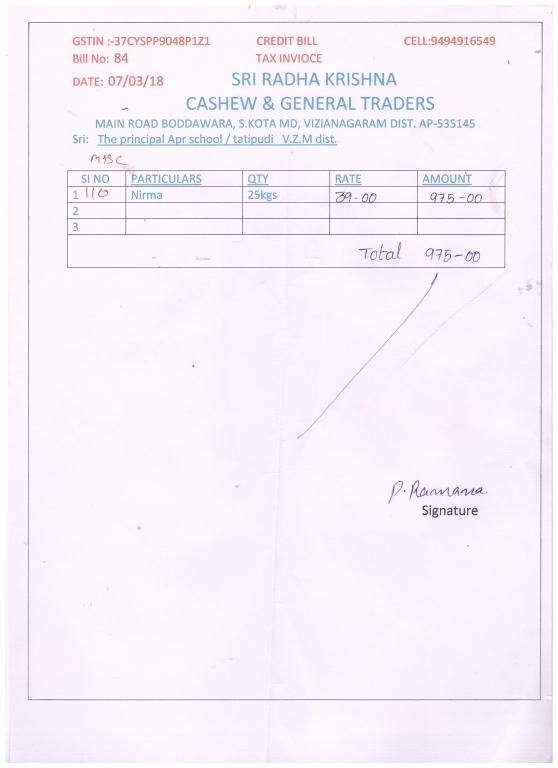 GSTIN :-37CYSPP9048P1Z1 CREDIT BILL CELL:9494916549
Bill No: 84 TAX INVIOCE
DATE: 07/03/18 SRI RADHA KRISHNA
CASHEW & GENERAL TRADERS
MAIN ROAD BODDAWARA, S.KOTA MD, VIZIANAGARAM DIST. AP-535145
Sri: The principal Apr school / tatipudi V.Z.M dist.
SI NO PARTICULARS QTY RATE AMOUNT
1 110 Nirma 25kgs 39-00 975-00
2
3
Total 975-00
P. Ramana
Signature